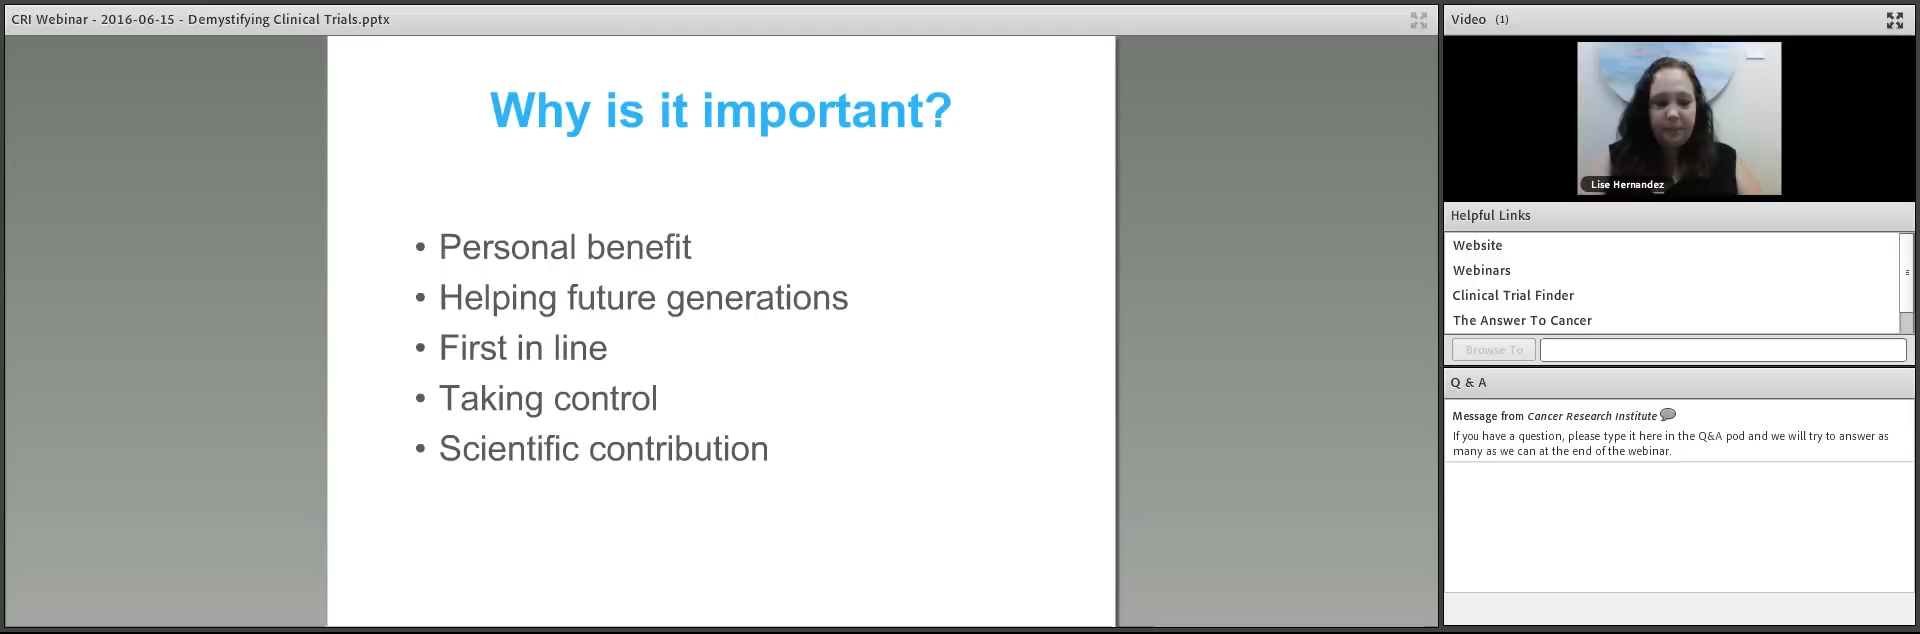 CRI Webinar - 2016-06-15 - Demystifying Clinical Trials.pptx
Why is it important?
• Personal benefit
• Helping future generations
• First in line
• Taking control
• Scientific contribution
Video (1)
Lise Hernandez
Helpful Links
Website
Webinars
Clinical Trial Finder
The Answer To Cancer
Browse To
Q & A
Message from Cancer Research Institute
If you have a question, please type it here in the Q&A pod and we will try to answer as
many as we can at the end of the webinar.